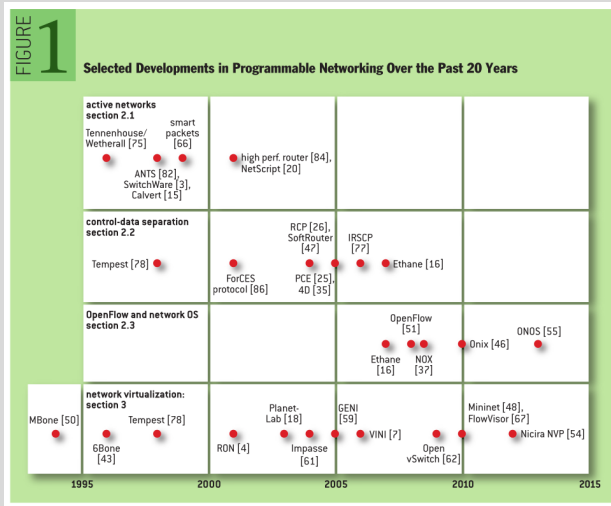 FIGURE
1
Selected Developments in Programmable Networking Over the Past 20 Years
active networks
section 2.1
Tennenhouse/
Wetherall [75]
smart
packets
[66]
ANTS [82],
SwitchWare [3],
Calvert [15]
high perf. router [84],
NetScript [20]
control-data separation
section 2.2
Tempest [78]
ForCES
protocol [86]
RCP [26],
SoftRouter
[47]
PCE [25],
4D [35]
IRSCP
[77]
Ethane [16]
OpenFlow and network OS
section 2.3
Ethane
[16]
OpenFlow
[51]
NOX
[37]
Onix [46]
ONOS [55]
network virtualization:
section 3
MBone [50]
6Bone
[43]
Tempest [78]
RON [4]
Planet-
Lab [18]
Impasse
[61]
GENI
[59]
VINI [7]
Open
vSwitch [62]
Mininet [48],
FlowVisor [67]
Nicira NVP [54]
1995
2000
2005
2010
2015